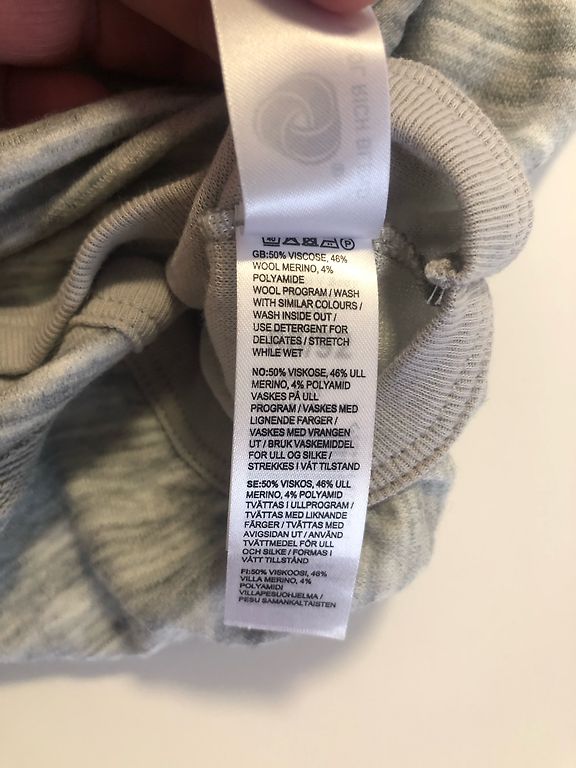 RICH
GB:50% VISCOSE, 46%
WOOL MERINO, 4%
POLYAMIDE
WOOL PROGRAM / WASH
WITH SIMILAR COLOURS /
WASH INSIDE OUT /
USE DETERGENT FOR
DELICATES / STRETCH
WHILE WET
NO:50% VISKOSE, 46% ULL
MERINO, 4% POLYAMID
VASKES PÅ ULL
PROGRAM / VASKES MED
LIGNENDE FARGER /
VASKES MED VRANGEN
UT / BRUK VASKEMIDDEL
FOR ULL OG SILKE /
STREKKES I VÅT TILSTAND
SE:50% VISKOS, 46% ULL
MERINO, 4% POLYAMID
TVÄTTAS I ULLPROGRAM /
TVÄTTAS MED LIKNANDE
FÄRGER / TVÄTTAS MED
AVIGSIDAN UT / ANVÄND
TVÄTTMEDEL FÖR ULL
OCH SILKE / FORMAS I
VÅTT TILLSTÅND
FI:50% VISKOOSI, 46%
VILLA MERINO, 4%
POLYAMIDI
VILLAPESUOHJELMA /
PESU SAMANKALTAISTEN